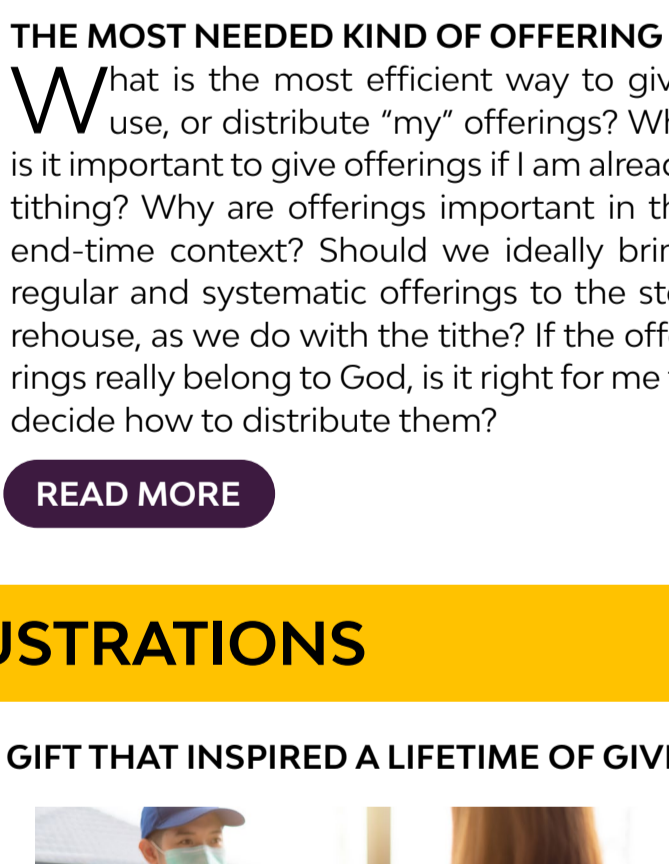 THE MOST NEEDED KIND OF OFFERING
What is the most efficient way to giv
use, or distribute “my” offerings? Wh
is it important to give offerings if I am alread
tithing? Why are offerings important in th
end-time context? Should we ideally brin
regular and systematic offerings to the sto
rehouse, as we do with the tithe? If the offe
rings really belong to God, is it right for me
decide how to distribute them?
READ MORE
USTRATIONS
GIFT THAT INSPIRED A LIFETIME OF GIVI